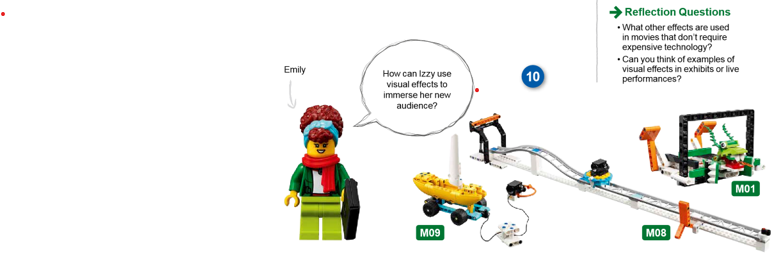 Reflection Questions
• What other effects are used
in movies that don't require
expensive technology?
• Can you think of examples of
visual effects in exhibits or live
performances?
Emily
How can Izzy use
visual effects to
immerse her new
audience?
10
M01
M09
M08